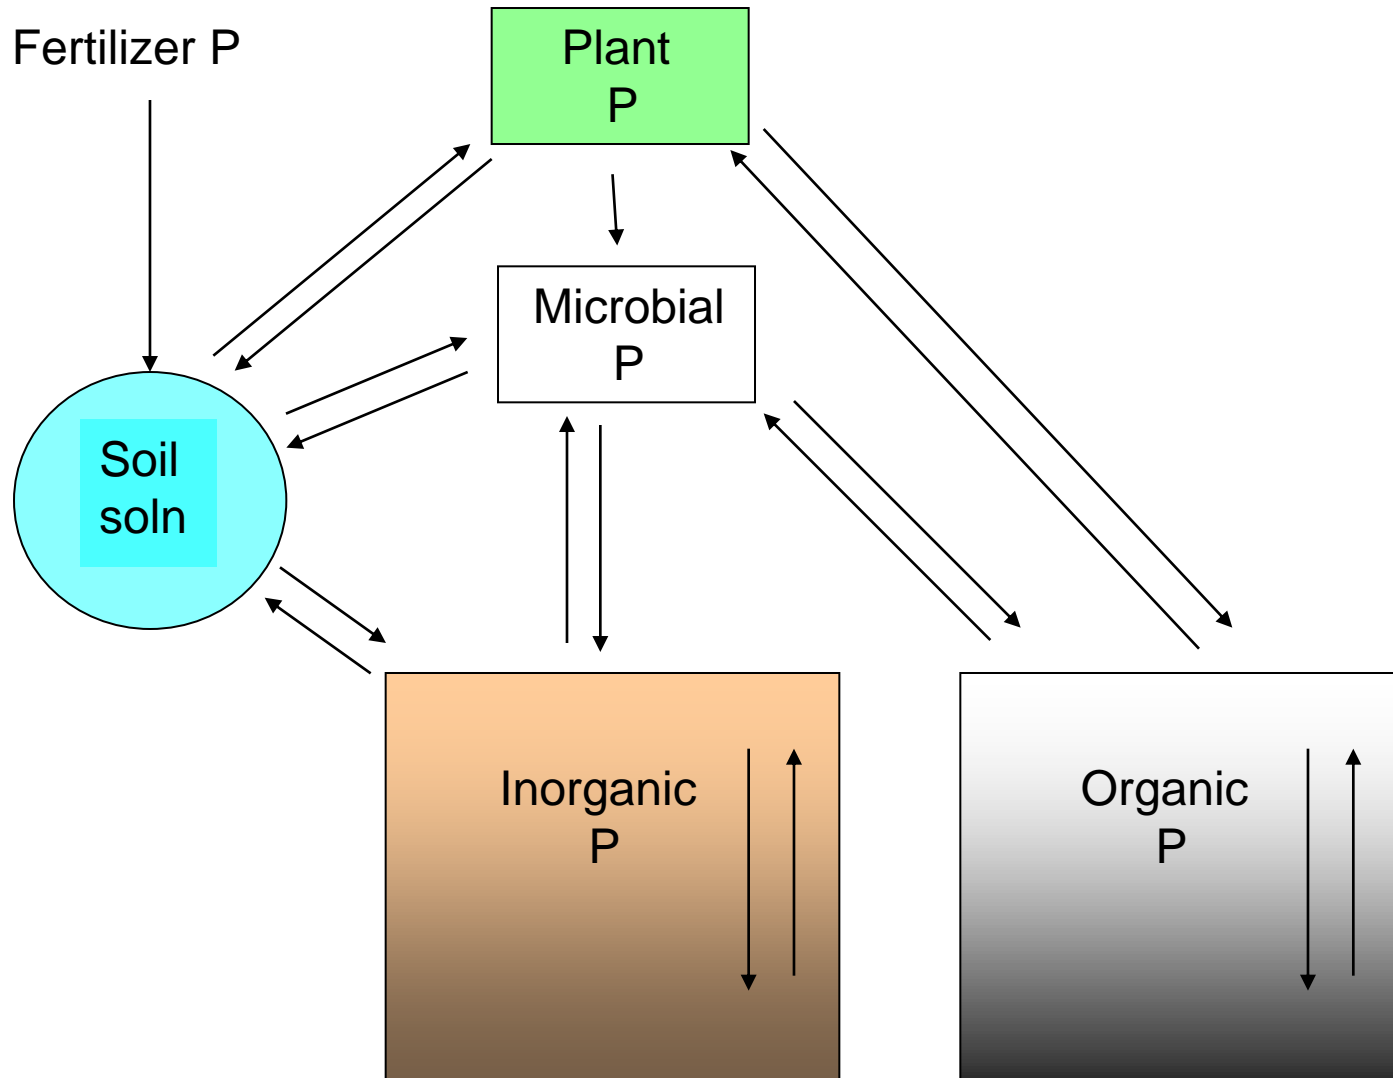 Fertilizer P
Plant
P
Microbial
P
Soil
soln
Inorganic
P
Organic
P